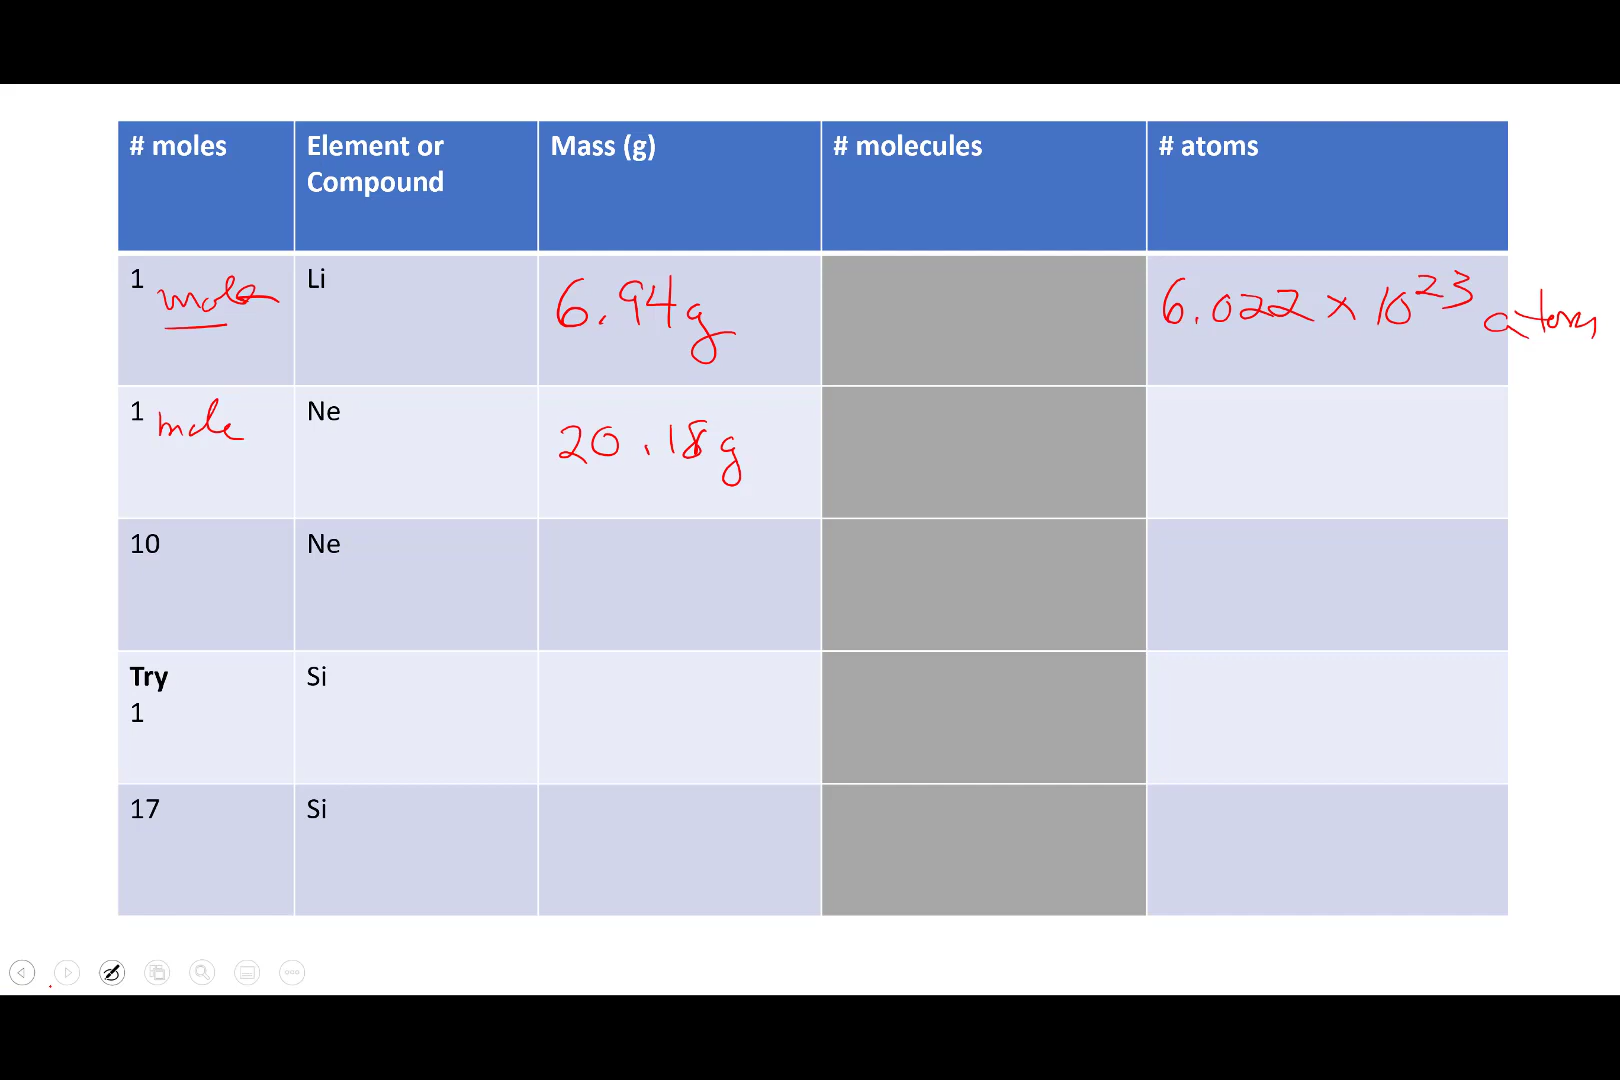 # moles Element or Compound Mass (g) # molecules # atoms
1 mole Li 6.94g 6.022 × 10²³ atoms
1 mole Ne 20.18g
10 Ne
Try
1 Si
17 Si